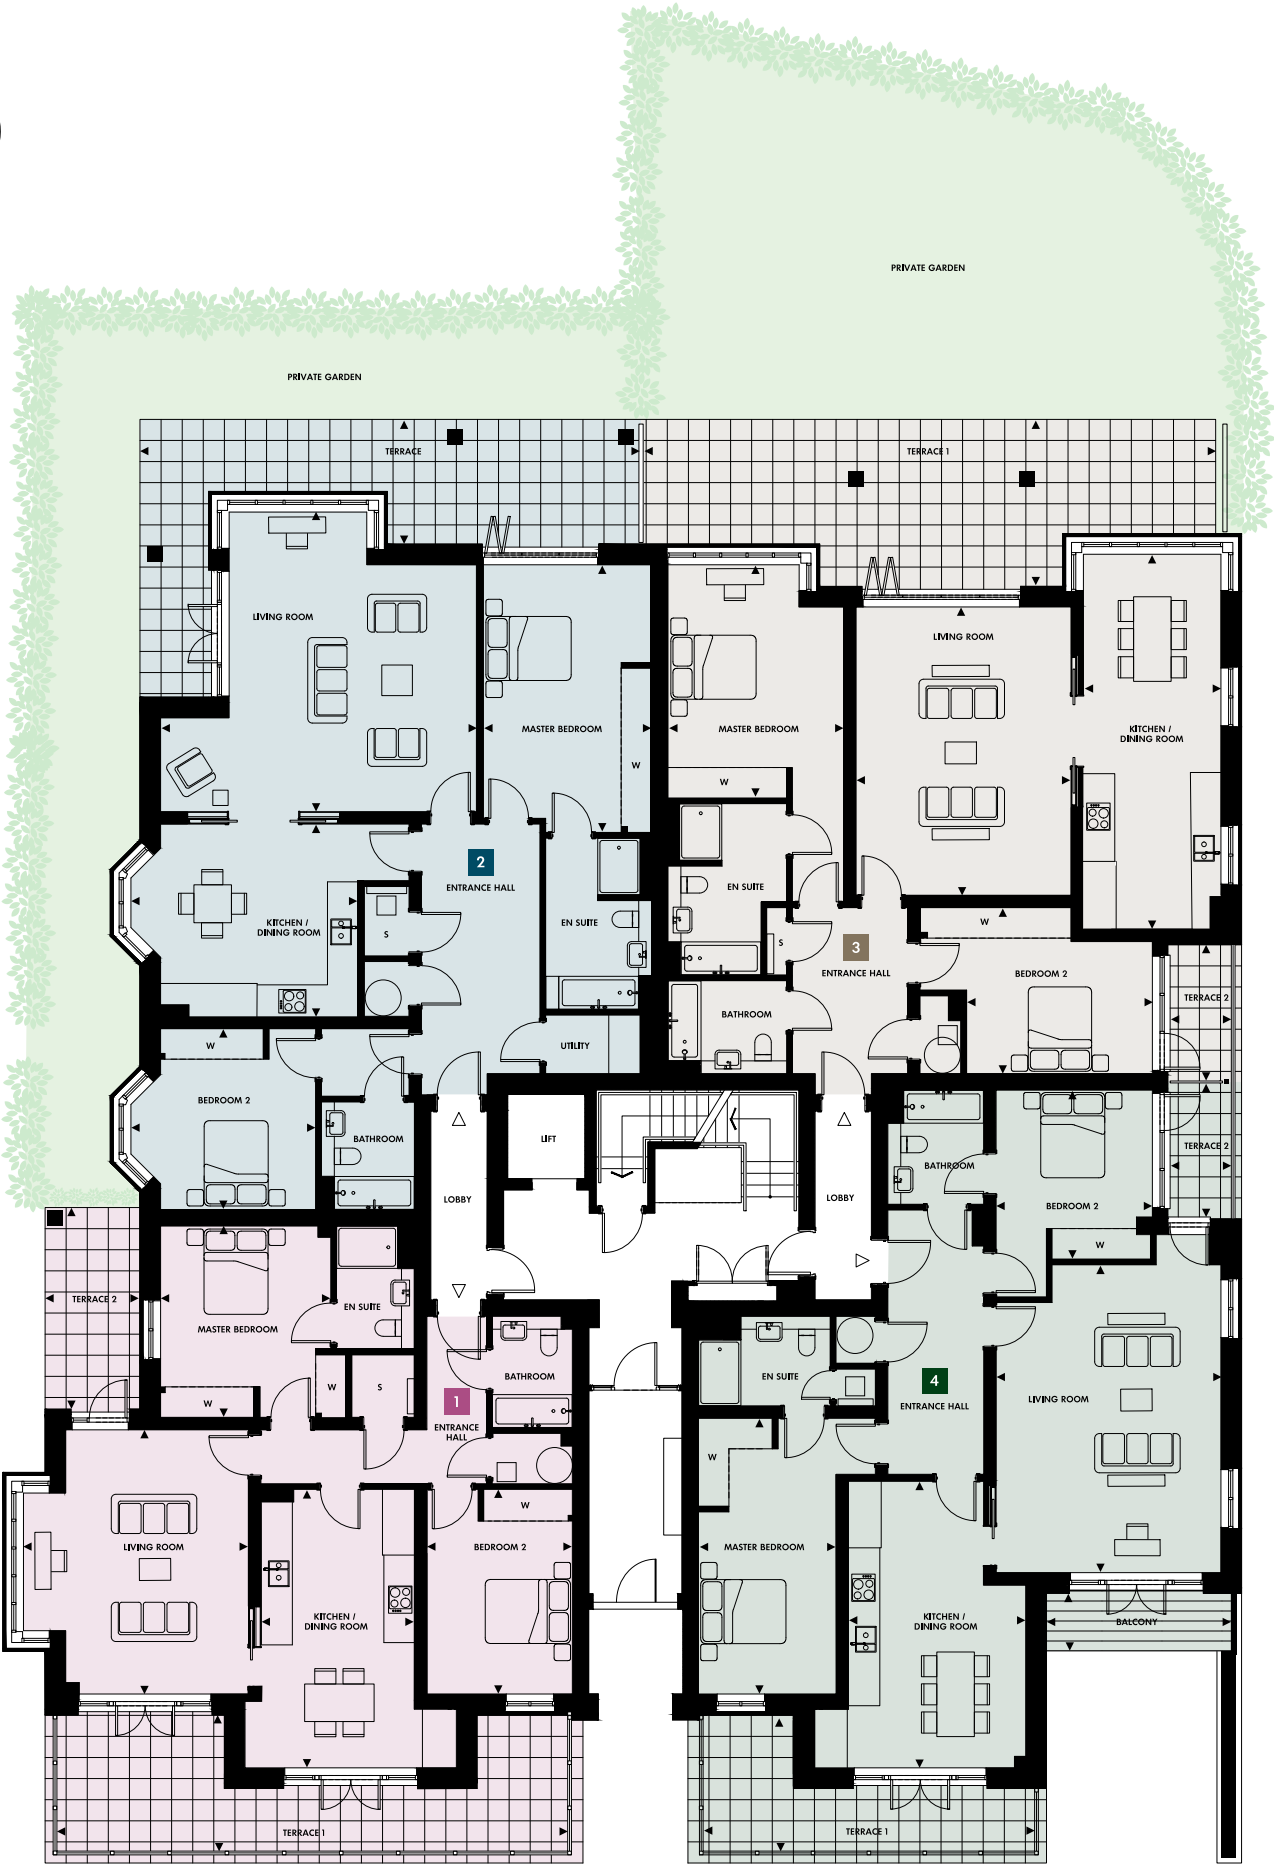 PRIVATE GARDEN
PRIVATE GARDEN
TERRACE
TERRACE 1
LIVING ROOM
LIVING ROOM
MASTER BEDROOM
MASTER BEDROOM
KITCHEN /
DINING ROOM
W
W
2
ENTRANCE HALL
EN SUITE
W
KITCHEN /
DINING ROOM
EN SUITE
S
S
3
ENTRANCE HALL
BEDROOM 2
TERRACE 2
BATHROOM
UTILITY
W
BEDROOM 2
BATHROOM
LIFT
TERRACE 2
BATHROOM
LOBBY
LOBBY
BEDROOM 2
W
TERRACE 2
EN SUITE
MASTER BEDROOM
W
S
W
BATHROOM
EN SUITE
1
ENTRANCE
HALL
4
ENTRANCE HALL
LIVING ROOM
W
W
LIVING ROOM
BEDROOM 2
MASTER BEDROOM
KITCHEN /
DINING ROOM
KITCHEN /
DINING ROOM
BALCONY
TERRACE 1
TERRACE 1